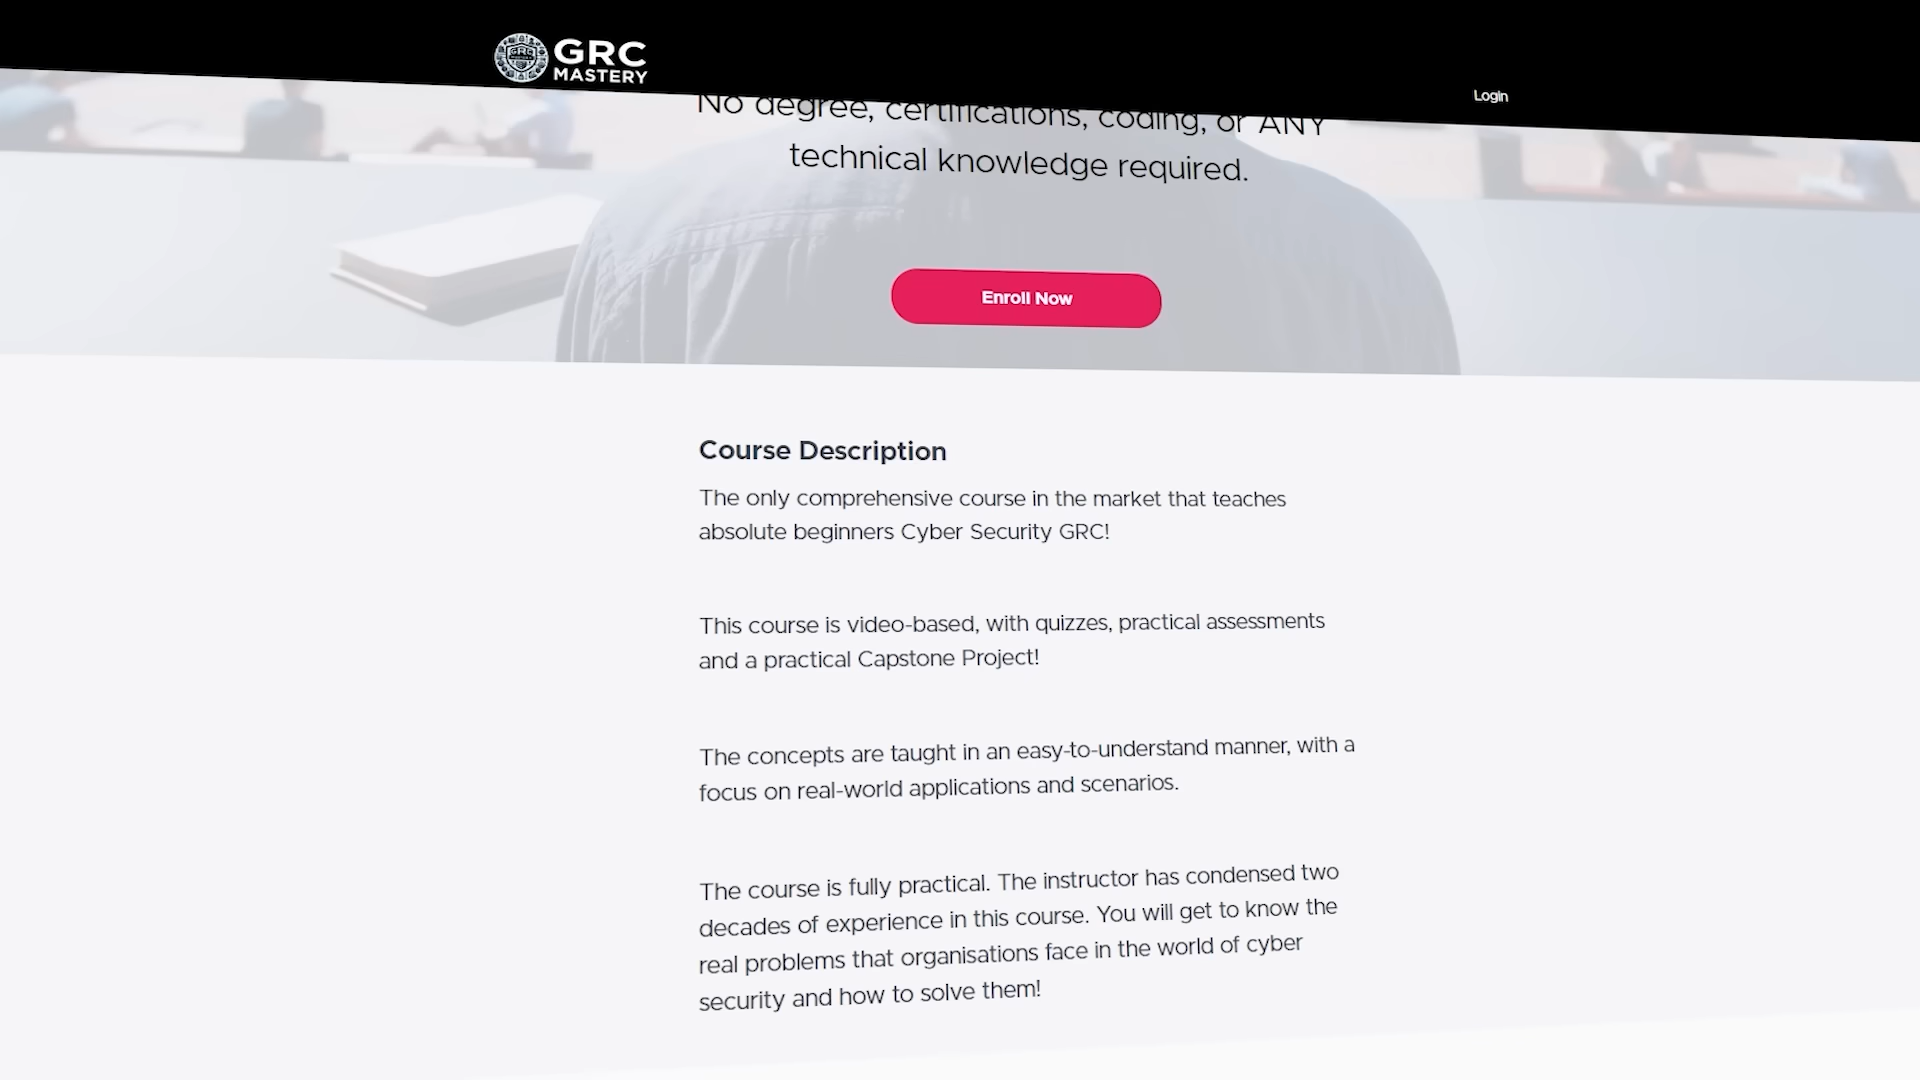 GRC
MASTERY
Login
No degree, certifications, coding, or ANY
technical knowledge required.
Enroll Now
Course Description
The only comprehensive course in the market that teaches
absolute beginners Cyber Security GRC!
This course is video-based, with quizzes, practical assessments
and a practical Capstone Project!
The concepts are taught in an easy-to-understand manner, with a
focus on real-world applications and scenarios.
The course is fully practical. The instructor has condensed two
decades of experience in this course. You will get to know the
real problems that organisations face in the world of cyber
security and how to solve them!